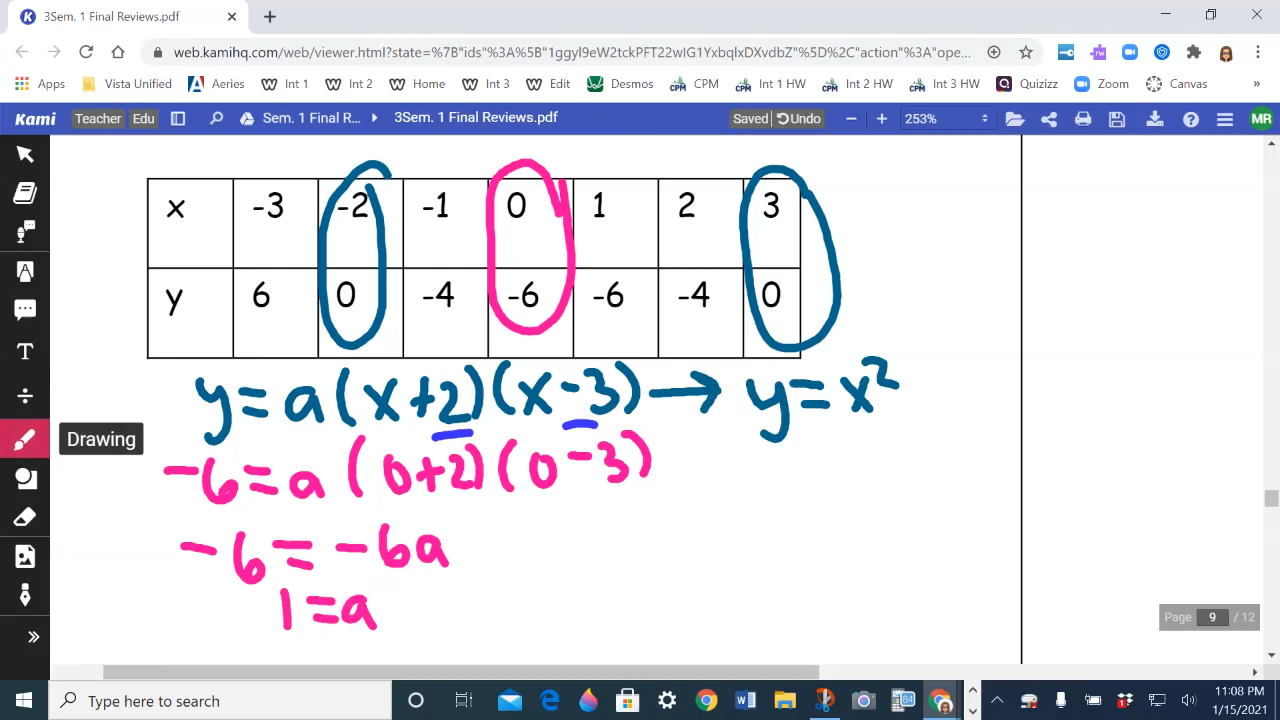 3Sem. 1 Final Reviews.pdf
web.kamihq.com/web/viewer.html?state=%7B"ids"%3A%5B"1ggyI9eW2tckPFT22wIG1YxVqlxDXvdbZ"%5D%2C"action"%3A"ope...
Apps Vista Unified Aeries Int 1 Int 2 Home Int 3 Edit Desmos CPM Int 1 HW Int 2 HW Int 3 HW Quizizz Zoom Canvas »
Kami Teacher Edu Sem. 1 Final R... 3Sem. 1 Final Reviews.pdf Saved Undo 253% MR
x -3 -2 -1 0 1 2 3
y 6 0 -4 -6 -6 -4 0
y=a(x+2)(x-3)→ y=x²
Drawing
-6=a(0+2)(0-3)
-6=-6a
1=a
Page 9 / 12
Type here to search
11:08 PM
1/15/2021